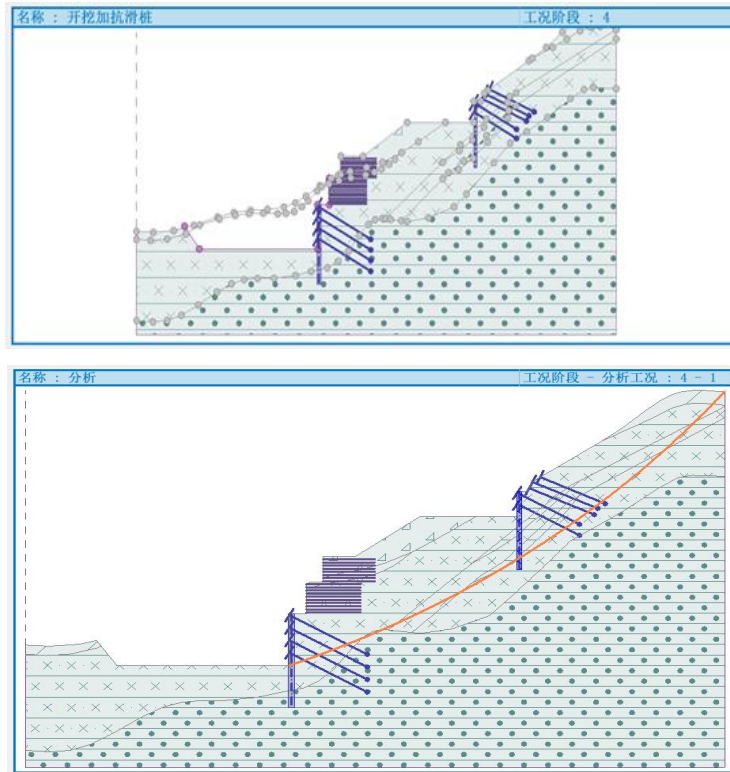 名称 : 开挖加抗滑桩
工况阶段 : 4
名称 : 分析
工况阶段 - 分析工况 : 4 - 1